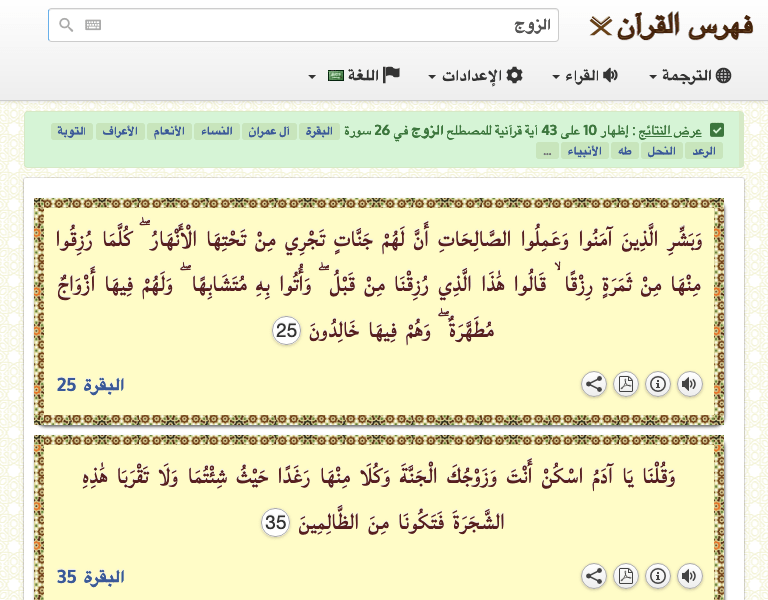 فهرس القرآن
الزوج
الترجمة القراء الإعدادات اللغة
عرض النتائج : إظهار 10 على 43 آية قرآنية للمصطلح الزوج في 26 سورة البقرة آل عمران النساء الأنعام الأعراف التوبة
الرعد النحل طه الأنبياء ...
وَبَشِّرِ الَّذِينَ آمَنُوا وَعَمِلُوا الصَّالِحَاتِ أَنَّ لَهُمْ جَنَّاتٍ تَجْرِي مِنْ تَحْتِهَا الْأَنْهَارُ ۖ كُلَّمَا رُزِقُوا
مِنْهَا مِنْ ثَمَرَةٍ رِزْقًا ۙ قَالُوا هَٰذَا الَّذِي رُزِقْنَا مِنْ قَبْلُ ۖ وَأُتُوا بِهِ مُتَشَابِهًا ۖ وَلَهُمْ فِيهَا أَزْوَاجٌ
مُطَهَّرَةٌ ۖ وَهُمْ فِيهَا خَالِدُونَ 25
البقرة 25
وَقُلْنَا يَا آدَمُ اسْكُنْ أَنْتَ وَزَوْجُكَ الْجَنَّةَ وَكُلَا مِنْهَا رَغَدًا حَيْثُ شِئْتُمَا وَلَا تَقْرَبَا هَٰذِهِ
الشَّجَرَةَ فَتَكُونَا مِنَ الظَّالِمِينَ 35
البقرة 35